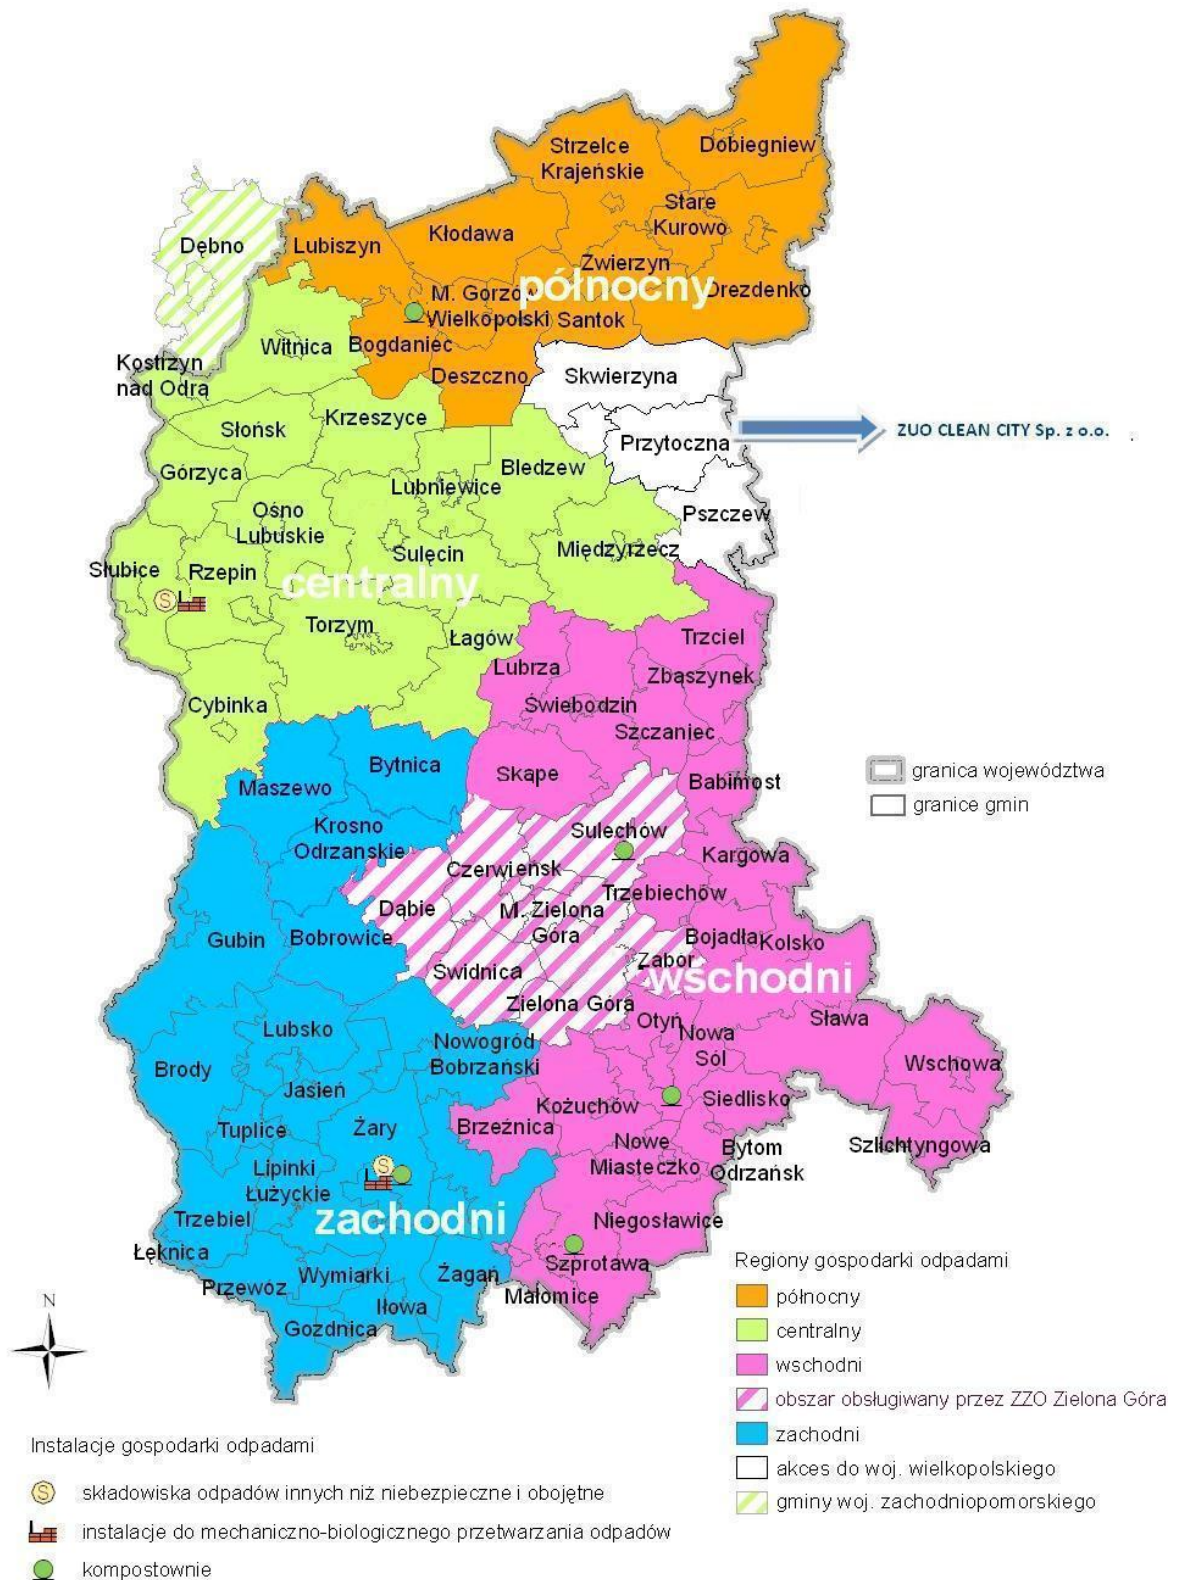 Dobiegniew
Strzelce
Krajeńskie
Stare
Kurowo
Kłodawa
Dębno
Lubiszyn
Zwierzyn
północny
Drezdenko
M. Gorzów
Wielkopolski
Santok
Witnica
Bogdaniec
Kostrzyn
nad Odrą
Deszczno
Skwierzyna
Krzeszyce
Słońsk
Przytoczna
ZUO CLEAN CITY Sp. z o.o.
Górzyca
Bledzew
Lubniewice
Ośno
Lubuskie
Pszczew
Sulęcin
Międzyrzecz
Słubice
Rzepin
centralny
S
Torzym
Łagów
Trzciel
Lubrza
Zbąszynek
Cybinka
Świebodzin
Szczaniec
Bytnica
Skape
Babimost
Maszewo
granica województwa
granice gmin
Krosno
Odrzańskie
Sulechów
Kargowa
Czerwieńsk
Trzebiechów
Dąbie
M. Zielona
Góra
Gubin
Bobrowice
Bojadła
Kolsko
Zabór
wschodni
Świdnica
Zielona Góra
Otyń
Nowa
Sól
Sława
Lubsko
Nowogród
Bobrzański
Wschowa
Brody
Jasień
Kożuchów
Siedlisko
Brzeźnica
Tuplice
Żary
Nowe
Miasteczko
Bytom
Odrzańsk
Szlichtyngowa
S
Lipinki
Łużyckie
zachodni
Trzebiel
Niegosławice
Łęknica
Szprotawa
Przewóz
Wymiarki
Żagań
Małomice
Iłowa
Gozdnica
N
Regiony gospodarki odpadami
północny
centralny
wschodni
obszar obsługiwany przez ZZO Zielona Góra
zachodni
akces do woj. wielkopolskiego
gminy woj. zachodniopomorskiego
Instalacje gospodarki odpadami
S składowiska odpadów innych niż niebezpieczne i obojętne
instalacje do mechaniczno-biologicznego przetwarzania odpadów
kompostownie